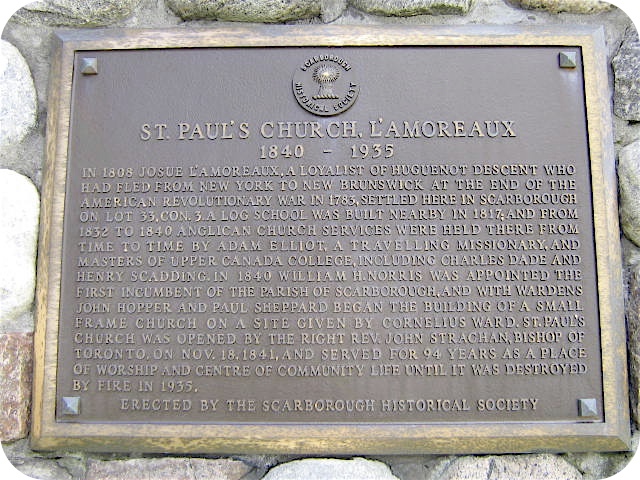 SCARBOROUGH
HISTORICAL SOCIETY
ST. PAUL'S CHURCH, L'AMOREAUX
1840 - 1935
IN 1808 JOSUE L'AMOREAUX, A LOYALIST OF HUGUENOT DESCENT WHO
HAD FLED FROM NEW YORK TO NEW BRUNSWICK AT THE END OF THE
AMERICAN REVOLUTIONARY WAR IN 1783, SETTLED HERE IN SCARBOROUGH
ON LOT 33, CON. 3. A LOG SCHOOL WAS BUILT NEARBY IN 1817, AND FROM
1832 TO 1840 ANGLICAN CHURCH SERVICES WERE HELD THERE FROM
TIME TO TIME BY ADAM ELLIOT, A TRAVELLING MISSIONARY, AND
MASTERS OF UPPER CANADA COLLEGE, INCLUDING CHARLES DADE AND
HENRY SCADDING. IN 1840 WILLIAM H. NORRIS WAS APPOINTED THE
FIRST INCUMBENT OF THE PARISH OF SCARBOROUGH, AND WITH WARDENS
JOHN HOPPER AND PAUL SHEPPARD BEGAN THE BUILDING OF A SMALL
FRAME CHURCH ON A SITE GIVEN BY CORNELIUS WARD. ST. PAUL'S
CHURCH WAS OPENED BY THE RIGHT REV. JOHN STRACHAN, BISHOP OF
TORONTO, ON NOV. 18, 1841, AND SERVED FOR 94 YEARS AS A PLACE
OF WORSHIP AND CENTRE OF COMMUNITY LIFE UNTIL IT WAS DESTROYED
BY FIRE IN 1935.
ERECTED BY THE SCARBOROUGH HISTORICAL SOCIETY